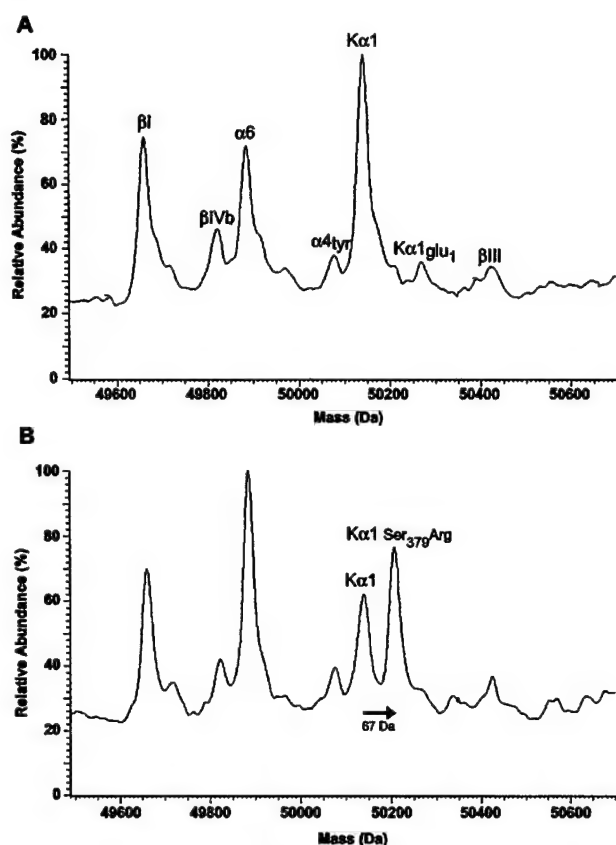 A
Relative Abundance (%)
100
80
60
40
20
0
βI
βIVb
α6
α4tyr
Kα1
Kα1glu1
βIII
49600 49800 50000 50200 50400 50600
Mass (Da)
B
Relative Abundance (%)
100
80
60
40
20
0
Kα1 Ser379Arg
Kα1
67 Da
49600 49800 50000 50200 50400 50600
Mass (Da)